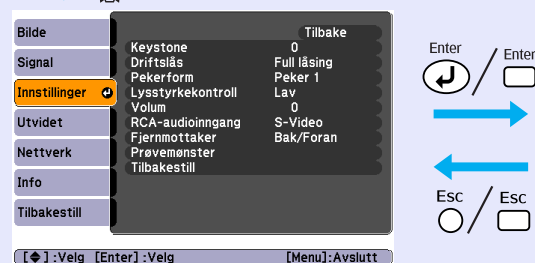 Bilde
Signal
Innstillinger
Utvidet
Nettverk
Info
Tilbakestill
Tilbake
Keystone 0
Driftslås Full låsing
Pekerform Peker 1
Lysstyrkekontroll Lav
Volum 0
RCA-audioinngang S-Video
Fjernmottaker Bak/Foran
Prøvemønster
Tilbakestill
[ ] :Velg [Enter] :Velg [Menu]:Avslutt
Enter / Enter
Esc / Esc